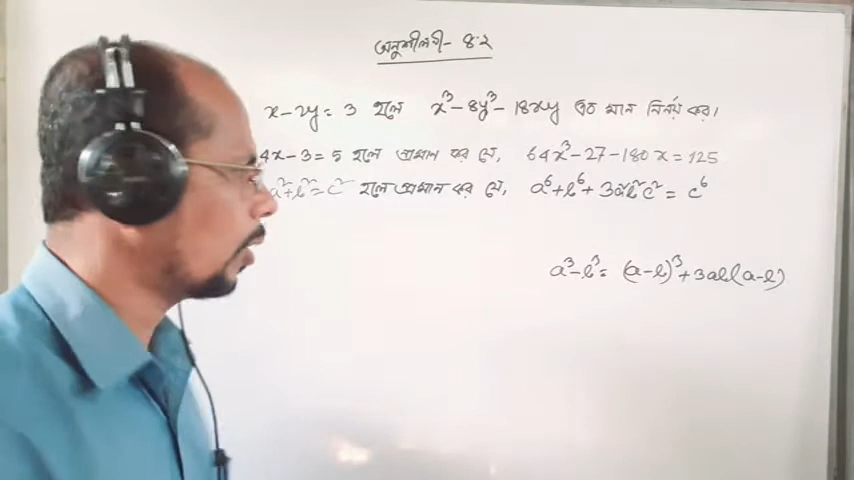 অনুশীলনী- ৪.২
x-2y = 3 হলে x³-8y³-18xy এর মান নির্নয় কর।
4x-3 = 5 হলে প্রমান কর যে, 64x³-27-180x = 125
a²+b² = c² হলে প্রমান কর যে, a⁶+b⁶+3a²b²c² = c⁶
a³-b³ = (a-b)³+3ab(a-b)